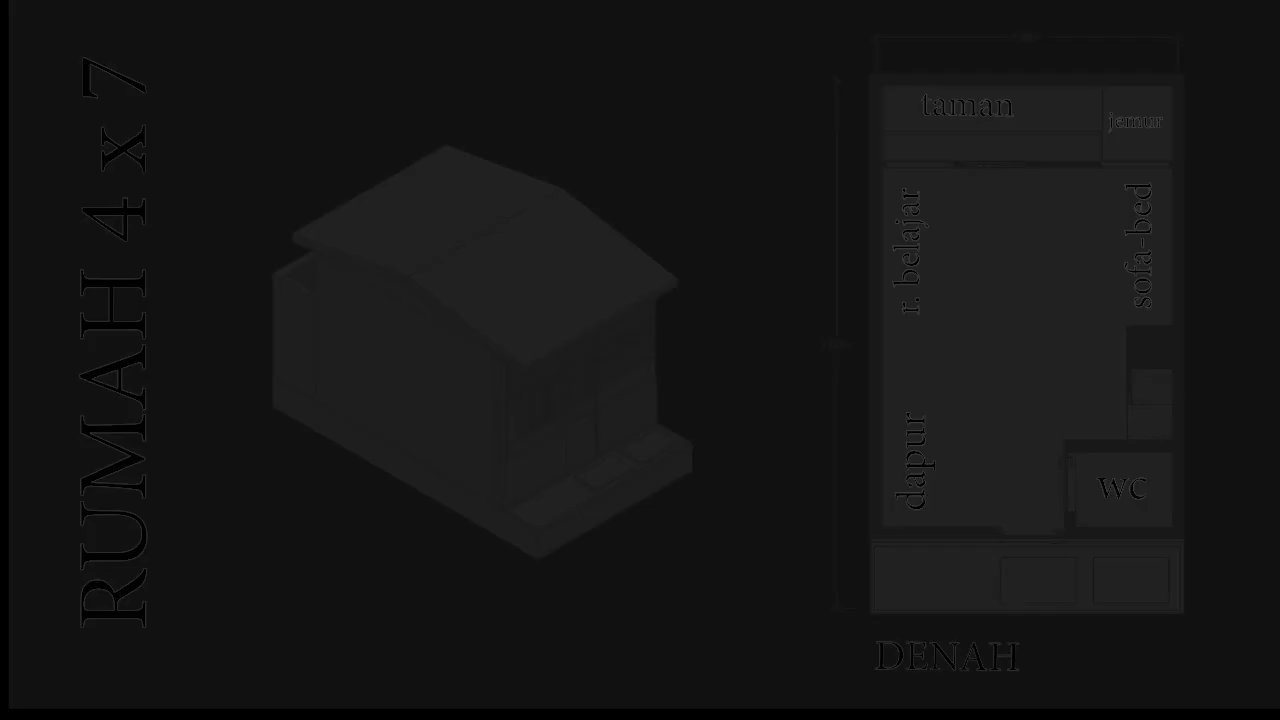 RUMAH 4 x 7
taman
jemur
r. belajar
sofa-bed
dapur
wc
DENAH